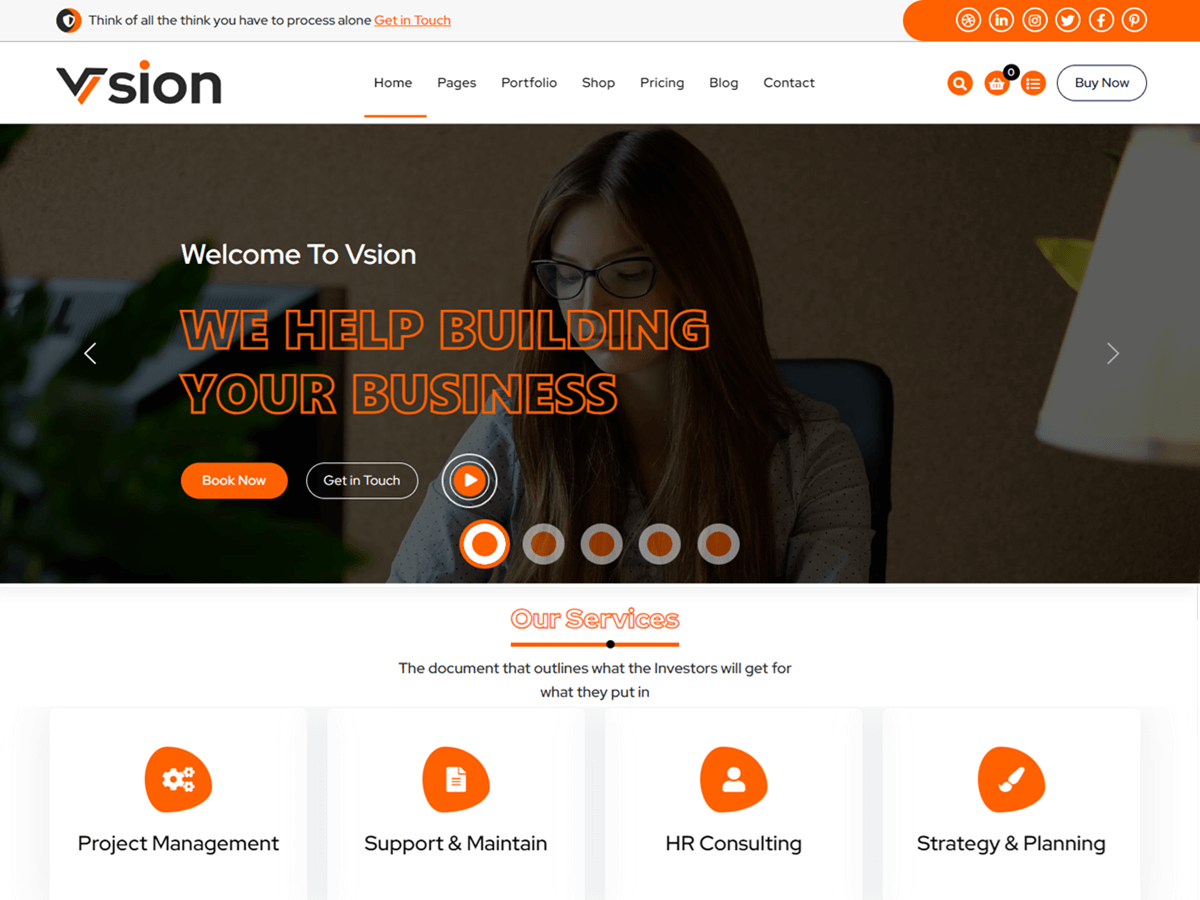 Think of all the think you have to process alone Get in Touch
Vsion
Home Pages Portfolio Shop Pricing Blog Contact
0
Buy Now
Welcome To Vsion
WE HELP BUILDING
YOUR BUSINESS
Book Now Get in Touch
Our Services
The document that outlines what the Investors will get for
what they put in
Project Management Support & Maintain HR Consulting Strategy & Planning